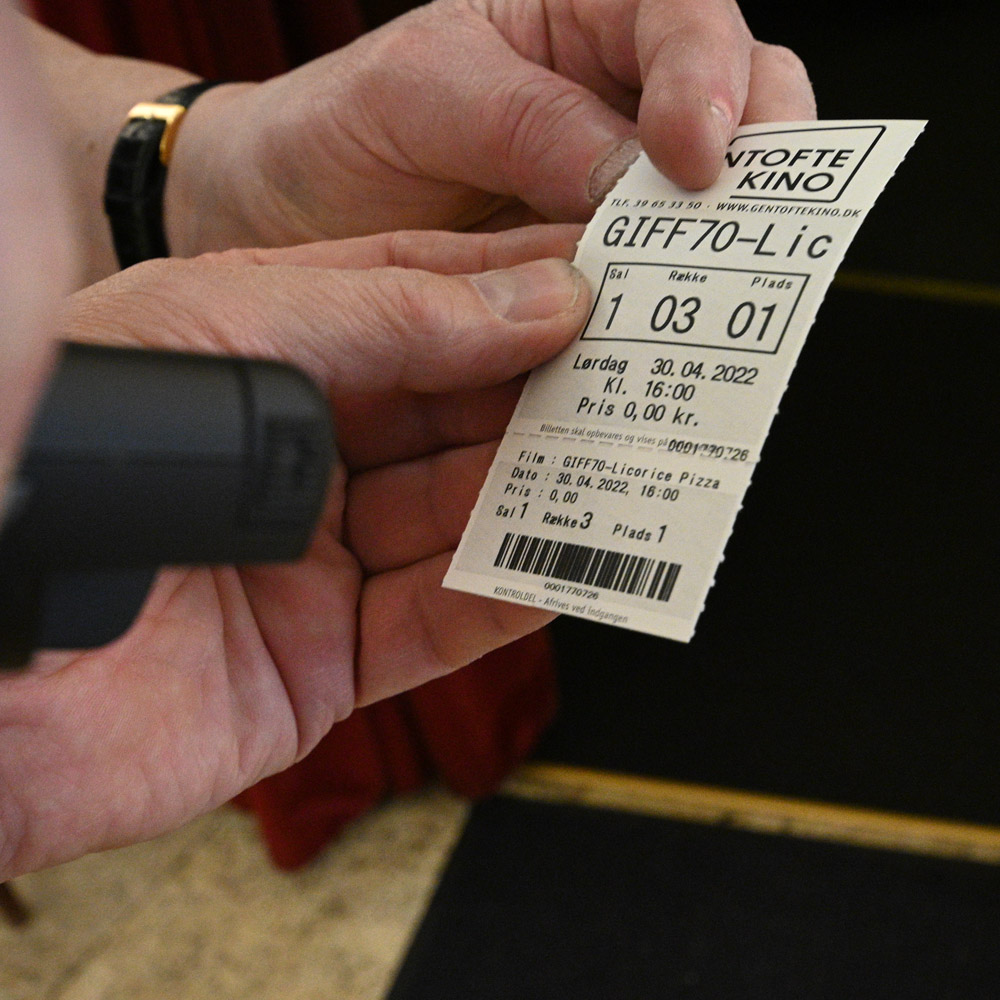 NTOFTE
KINO
TLF. 39 65 33 50 · WWW.GENTOFTEKINO.DK
GIFF70-Lic
Sal Række Plads
1 03 01
Lørdag 30.04.2022
Kl. 16:00
Pris 0,00 kr.
Billetten skal opbevares og vises på 0001770726
Film : GIFF70-Licorice Pizza
Dato : 30.04.2022, 16:00
Pris : 0,00
Sal 1 Række 3 Plads 1
0001770726
KONTROLDEL - Afrives ved indgangen